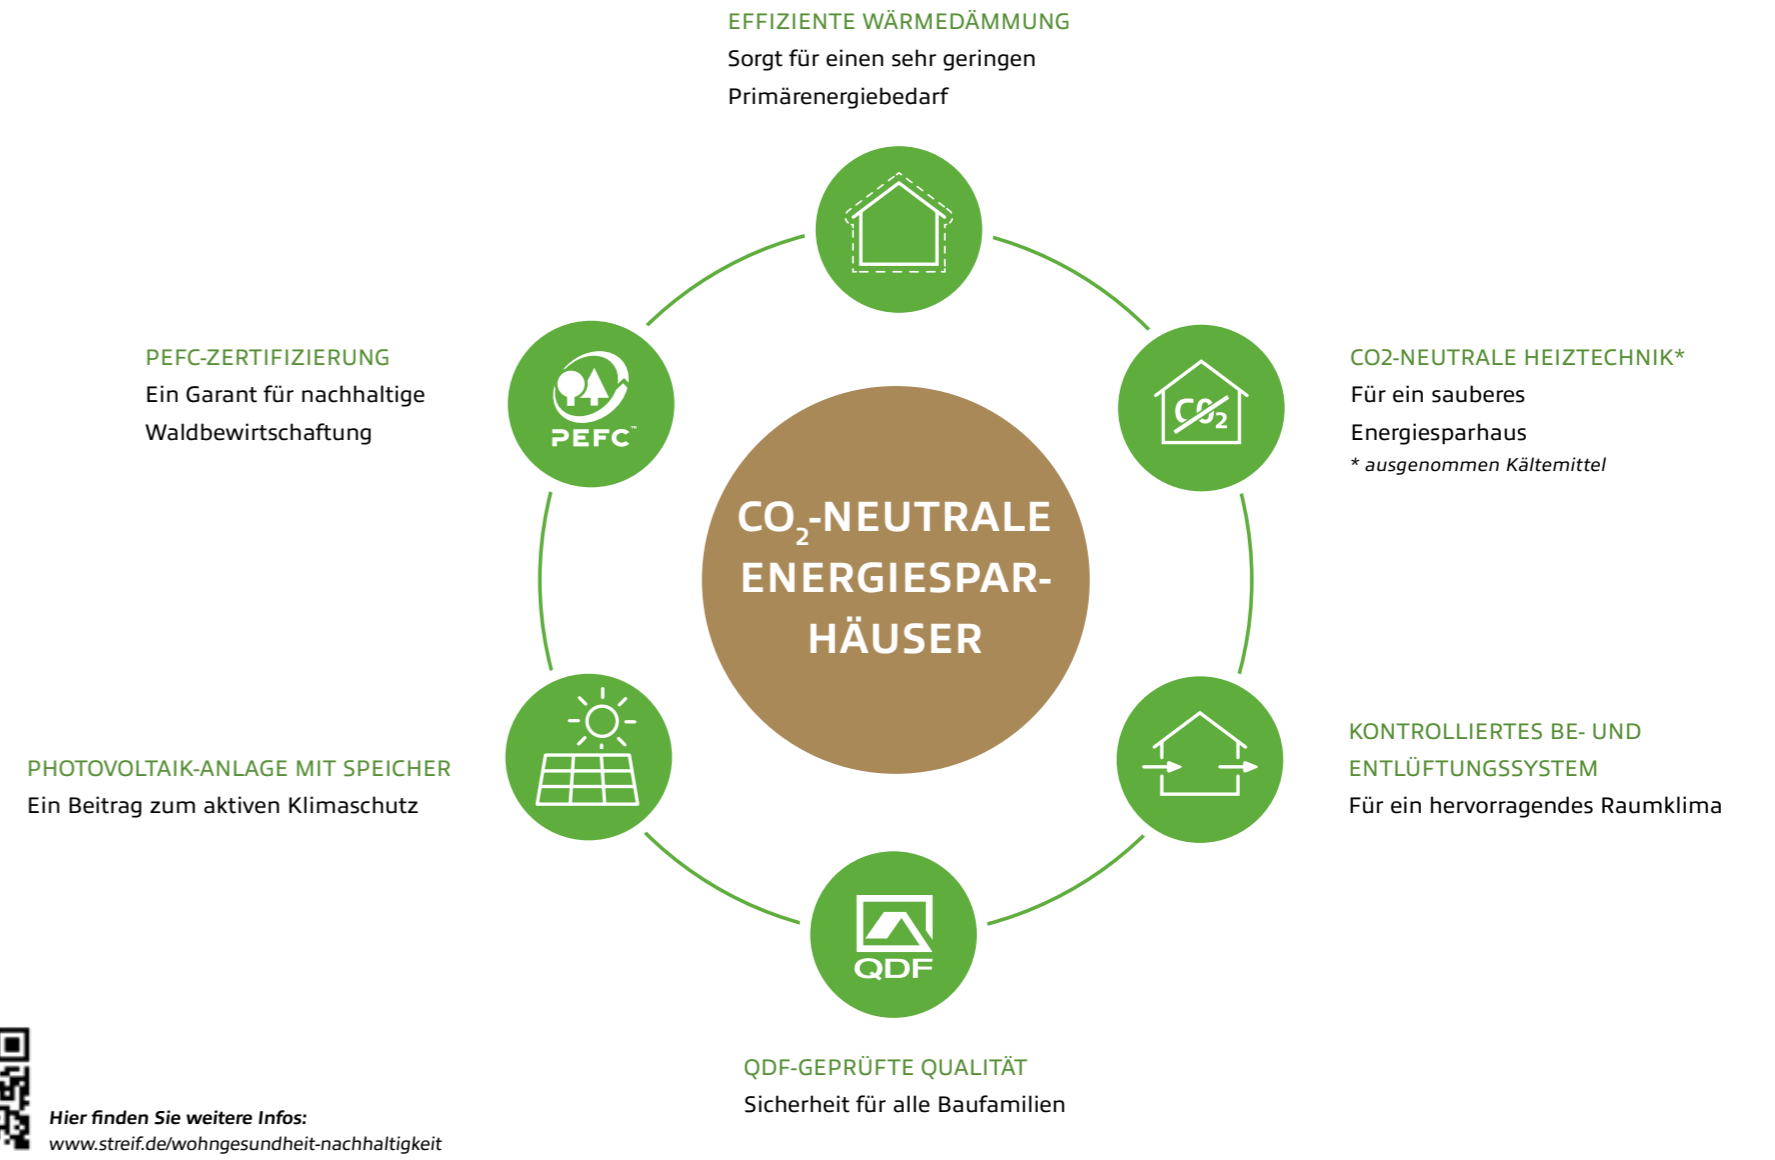 EFFIZIENTE WÄRMEDÄMMUNG
Sorgt für einen sehr geringen
Primärenergiebedarf
PEFC-ZERTIFIZIERUNG
Ein Garant für nachhaltige
Waldbewirtschaftung
PEFC™
CO2-NEUTRALE HEIZTECHNIK*
Für ein sauberes
Energiesparhaus
* ausgenommen Kältemittel
CO₂
CO₂-NEUTRALE
ENERGIESPAR-
HÄUSER
PHOTOVOLTAIK-ANLAGE MIT SPEICHER
Ein Beitrag zum aktiven Klimaschutz
KONTROLLIERTES BE- UND
ENTLÜFTUNGSSYSTEM
Für ein hervorragendes Raumklima
QDF
QDF-GEPRÜFTE QUALITÄT
Sicherheit für alle Baufamilien
Hier finden Sie weitere Infos:
www.streif.de/wohngesundheit-nachhaltigkeit